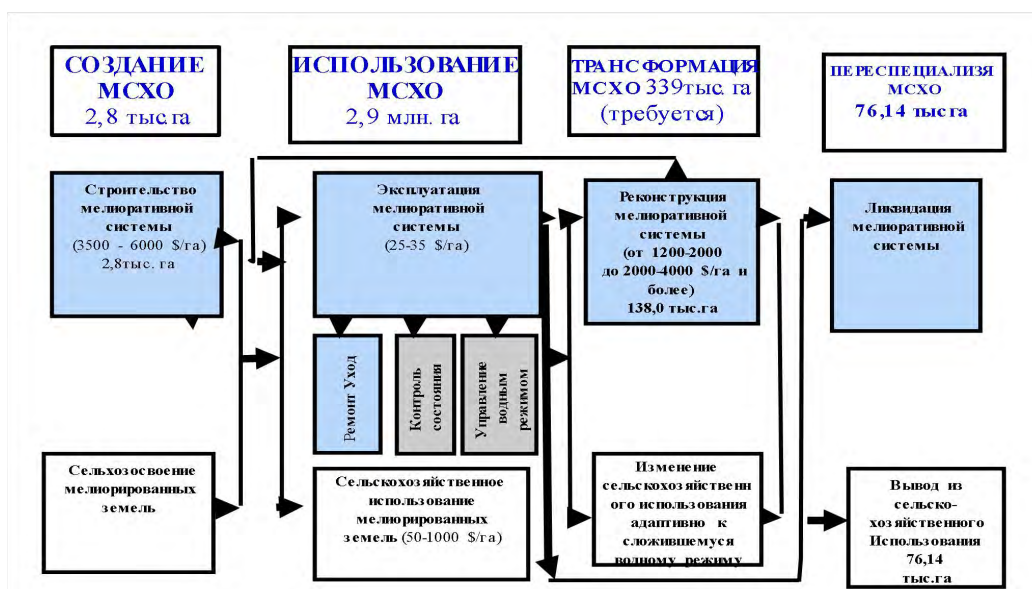 СОЗДАНИЕ
МСХО
2,8 тыс.га
ИСПОЛЬЗОВАНИЕ
МСХО
2,9 млн. га
ТРАНСФОРМАЦИЯ
МСХО 339тыс. га
(требуется)
ПЕРЕСПЕЦИАЛИЗЯ
МСХО
76,14 тыс га
Строительство
мелиоративной
системы
(3500 - 6000 $/га)
2,8тыс. га
Эксплуатация
мелиоративной
системы
(25-35 $/га)
Реконструкция
мелиоративной
системы
(от 1200-2000
до 2000-4000 $/га и
более)
138,0 тыс.га
Ликвидация
мелиоративной
системы
Ремонт Уход
Контроль
состояния
Управление
водным
режимом
Сельхозосвоение
мелиорированных
земель
Сельскохозяйственное
использование
мелиорированных
земель (50-1000 $/га)
Изменение
сельскохозяйственн
ого использования
адаптивно к
сложившемуся
водному режиму
Вывод из
сельско-
хозяйственного
Использования
76,14
тыс.га